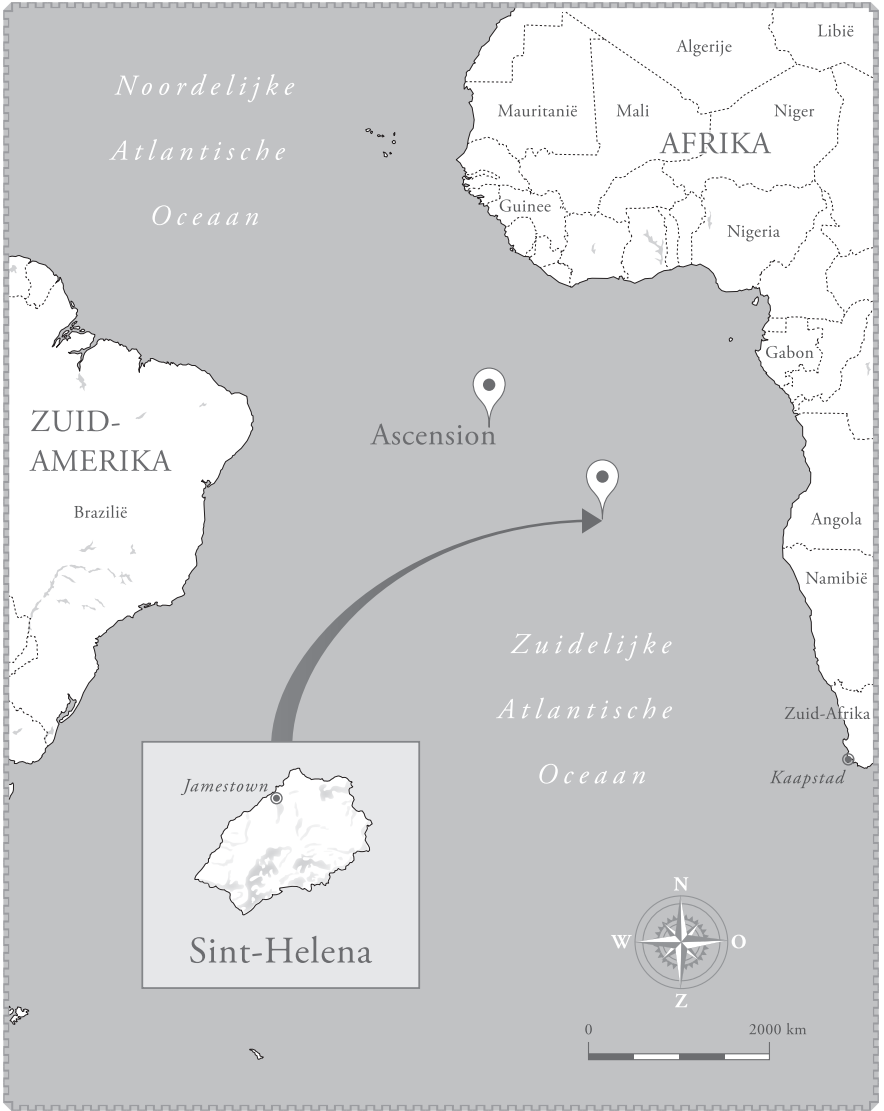 Libië
Algerije
Noordelijke
Atlantische
Oceaan
Mauritanië
Mali
Niger
AFRIKA
Guinee
Nigeria
Gabon
ZUID-
AMERIKA
Brazilië
Ascension
Angola
Namibië
Zuidelijke
Atlantische
Oceaan
Zuid-Afrika
Kaapstad
Jamestown
Sint-Helena
N
W
O
Z
0
2000 km